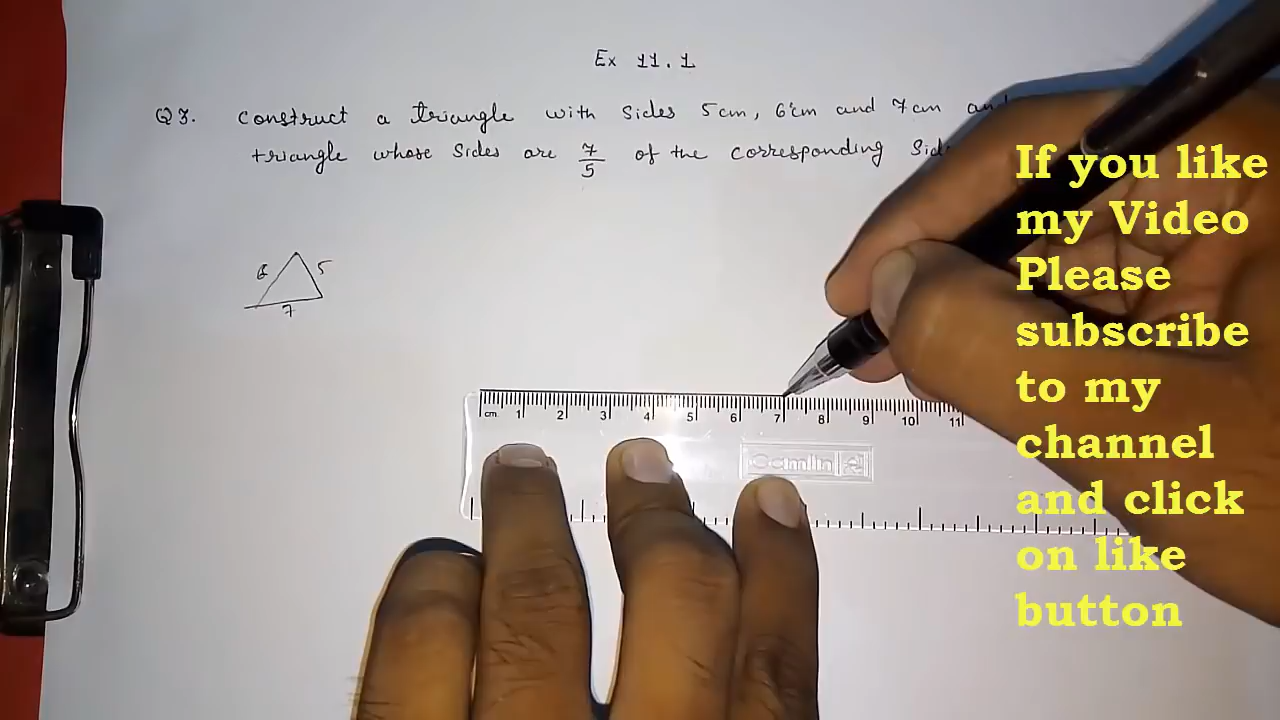 Ex 11.1
Q3. Construct a triangle with sides 5cm, 6cm and 7cm
triangle whose sides are 7/5 of the corresponding
6 5
7
cm. 1 2 3 4 5 6 7 8 9 10 11
Camlin
If you like
my Video
Please
subscribe
to my
channel
and click
on like
button